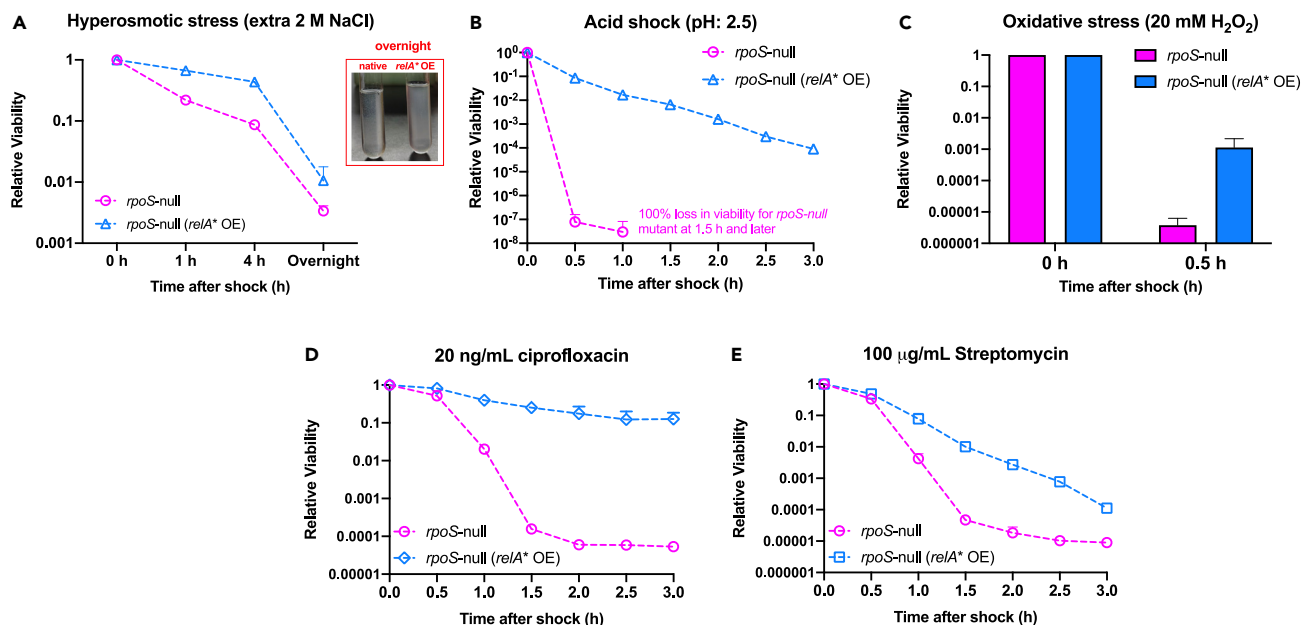 A
Hyperosmotic stress (extra 2 M NaCl)
Relative Viability
1
0.1
0.01
0.001
0 h
1 h
4 h
Overnight
Time after shock (h)
rpoS-null
rpoS-null (relA* OE)
overnight
native relA* OE
B
Acid shock (pH: 2.5)
Relative Viability
10⁰
10⁻¹
10⁻²
10⁻³
10⁻⁴
10⁻⁵
10⁻⁶
10⁻⁷
10⁻⁸
0.0 0.5 1.0 1.5 2.0 2.5 3.0
Time after shock (h)
rpoS-null
rpoS-null (relA* OE)
100% loss in viability for rpoS-null
mutant at 1.5 h and later
C
Oxidative stress (20 mM H₂O₂)
Relative Viability
1
0.1
0.01
0.001
0.0001
0.00001
0.000001
0 h
0.5 h
Time after shock (h)
rpoS-null
rpoS-null (relA* OE)
D
20 ng/mL ciprofloxacin
Relative Viability
1
0.1
0.01
0.001
0.0001
0.00001
0.0 0.5 1.0 1.5 2.0 2.5 3.0
Time after shock (h)
rpoS-null
rpoS-null (relA* OE)
E
100 μg/mL Streptomycin
Relative Viability
1
0.1
0.01
0.001
0.0001
0.00001
0.000001
0.0 0.5 1.0 1.5 2.0 2.5 3.0
Time after shock (h)
rpoS-null
rpoS-null (relA* OE)